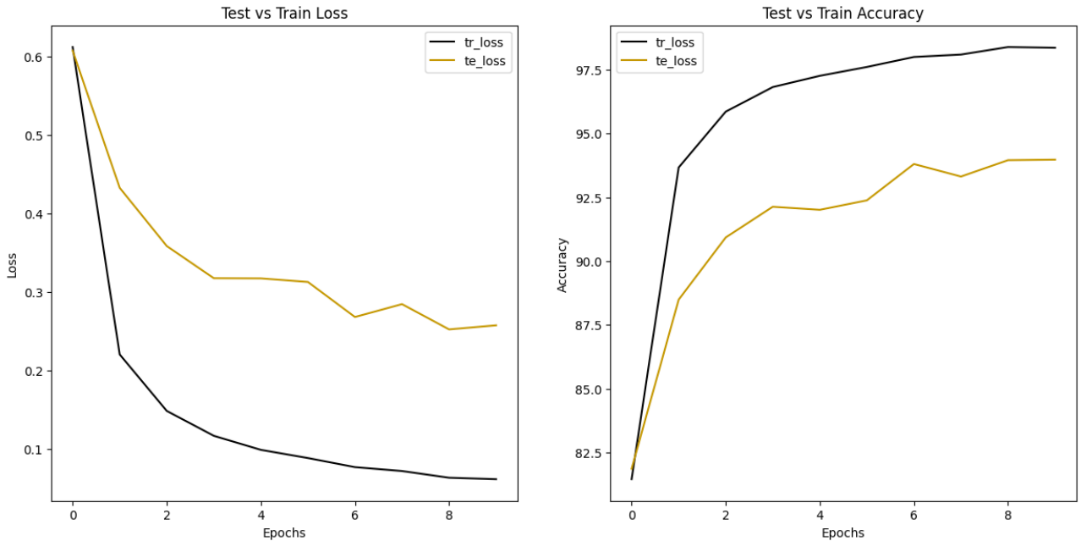 Test vs Train Loss
tr_loss
te_loss
0.6
0.5
0.4
0.3
0.2
0.1
Loss
0 2 4 6 8
Epochs
Test vs Train Accuracy
tr_loss
te_loss
97.5
95.0
92.5
90.0
87.5
85.0
82.5
Accuracy
0 2 4 6 8
Epochs